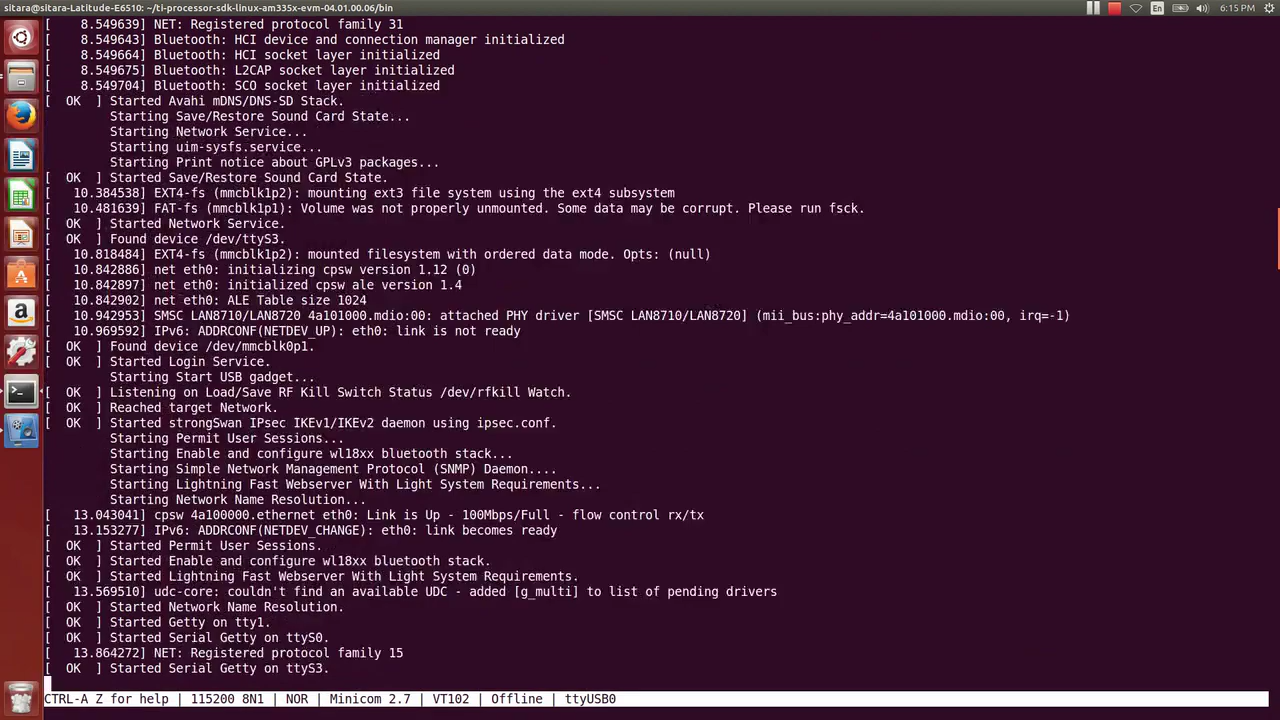 sitara@sitara-Latitude-E6510: ~/ti-processor-sdk-linux-am335x-evm-04.01.00.06/bin
En
6:15 PM
[    8.549639] NET: Registered protocol family 31
[    8.549643] Bluetooth: HCI device and connection manager initialized
[    8.549664] Bluetooth: HCI socket layer initialized
[    8.549675] Bluetooth: L2CAP socket layer initialized
[    8.549704] Bluetooth: SCO socket layer initialized
[  OK  ] Started Avahi mDNS/DNS-SD Stack.
         Starting Save/Restore Sound Card State...
         Starting Network Service...
         Starting uim-sysfs.service...
         Starting Print notice about GPLv3 packages...
[  OK  ] Started Save/Restore Sound Card State.
[   10.384538] EXT4-fs (mmcblk1p2): mounting ext3 file system using the ext4 subsystem
[   10.481639] FAT-fs (mmcblk1p1): Volume was not properly unmounted. Some data may be corrupt. Please run fsck.
[  OK  ] Started Network Service.
[  OK  ] Found device /dev/ttyS3.
[   10.818484] EXT4-fs (mmcblk1p2): mounted filesystem with ordered data mode. Opts: (null)
[   10.842886] net eth0: initializing cpsw version 1.12 (0)
[   10.842897] net eth0: initialized cpsw ale version 1.4
[   10.842902] net eth0: ALE Table size 1024
[   10.942953] SMSC LAN8710/LAN8720 4a101000.mdio:00: attached PHY driver [SMSC LAN8710/LAN8720] (mii_bus:phy_addr=4a101000.mdio:00, irq=-1)
[   10.969592] IPv6: ADDRCONF(NETDEV_UP): eth0: link is not ready
[  OK  ] Found device /dev/mmcblk0p1.
[  OK  ] Started Login Service.
         Starting Start USB gadget...
[  OK  ] Listening on Load/Save RF Kill Switch Status /dev/rfkill Watch.
[  OK  ] Reached target Network.
[  OK  ] Started strongSwan IPsec IKEv1/IKEv2 daemon using ipsec.conf.
         Starting Permit User Sessions...
         Starting Enable and configure wl18xx bluetooth stack...
         Starting Simple Network Management Protocol (SNMP) Daemon....
         Starting Lightning Fast Webserver With Light System Requirements...
         Starting Network Name Resolution...
[   13.043041] cpsw 4a100000.ethernet eth0: Link is Up - 100Mbps/Full - flow control rx/tx
[   13.153277] IPv6: ADDRCONF(NETDEV_CHANGE): eth0: link becomes ready
[  OK  ] Started Permit User Sessions.
[  OK  ] Started Enable and configure wl18xx bluetooth stack.
[  OK  ] Started Lightning Fast Webserver With Light System Requirements.
[   13.569510] udc-core: couldn't find an available UDC - added [g_multi] to list of pending drivers
[  OK  ] Started Network Name Resolution.
[  OK  ] Started Getty on tty1.
[  OK  ] Started Serial Getty on ttyS0.
[   13.864272] NET: Registered protocol family 15
[  OK  ] Started Serial Getty on ttyS3.
CTRL-A Z for help | 115200 8N1 | NOR | Minicom 2.7 | VT102 | Offline | ttyUSB0